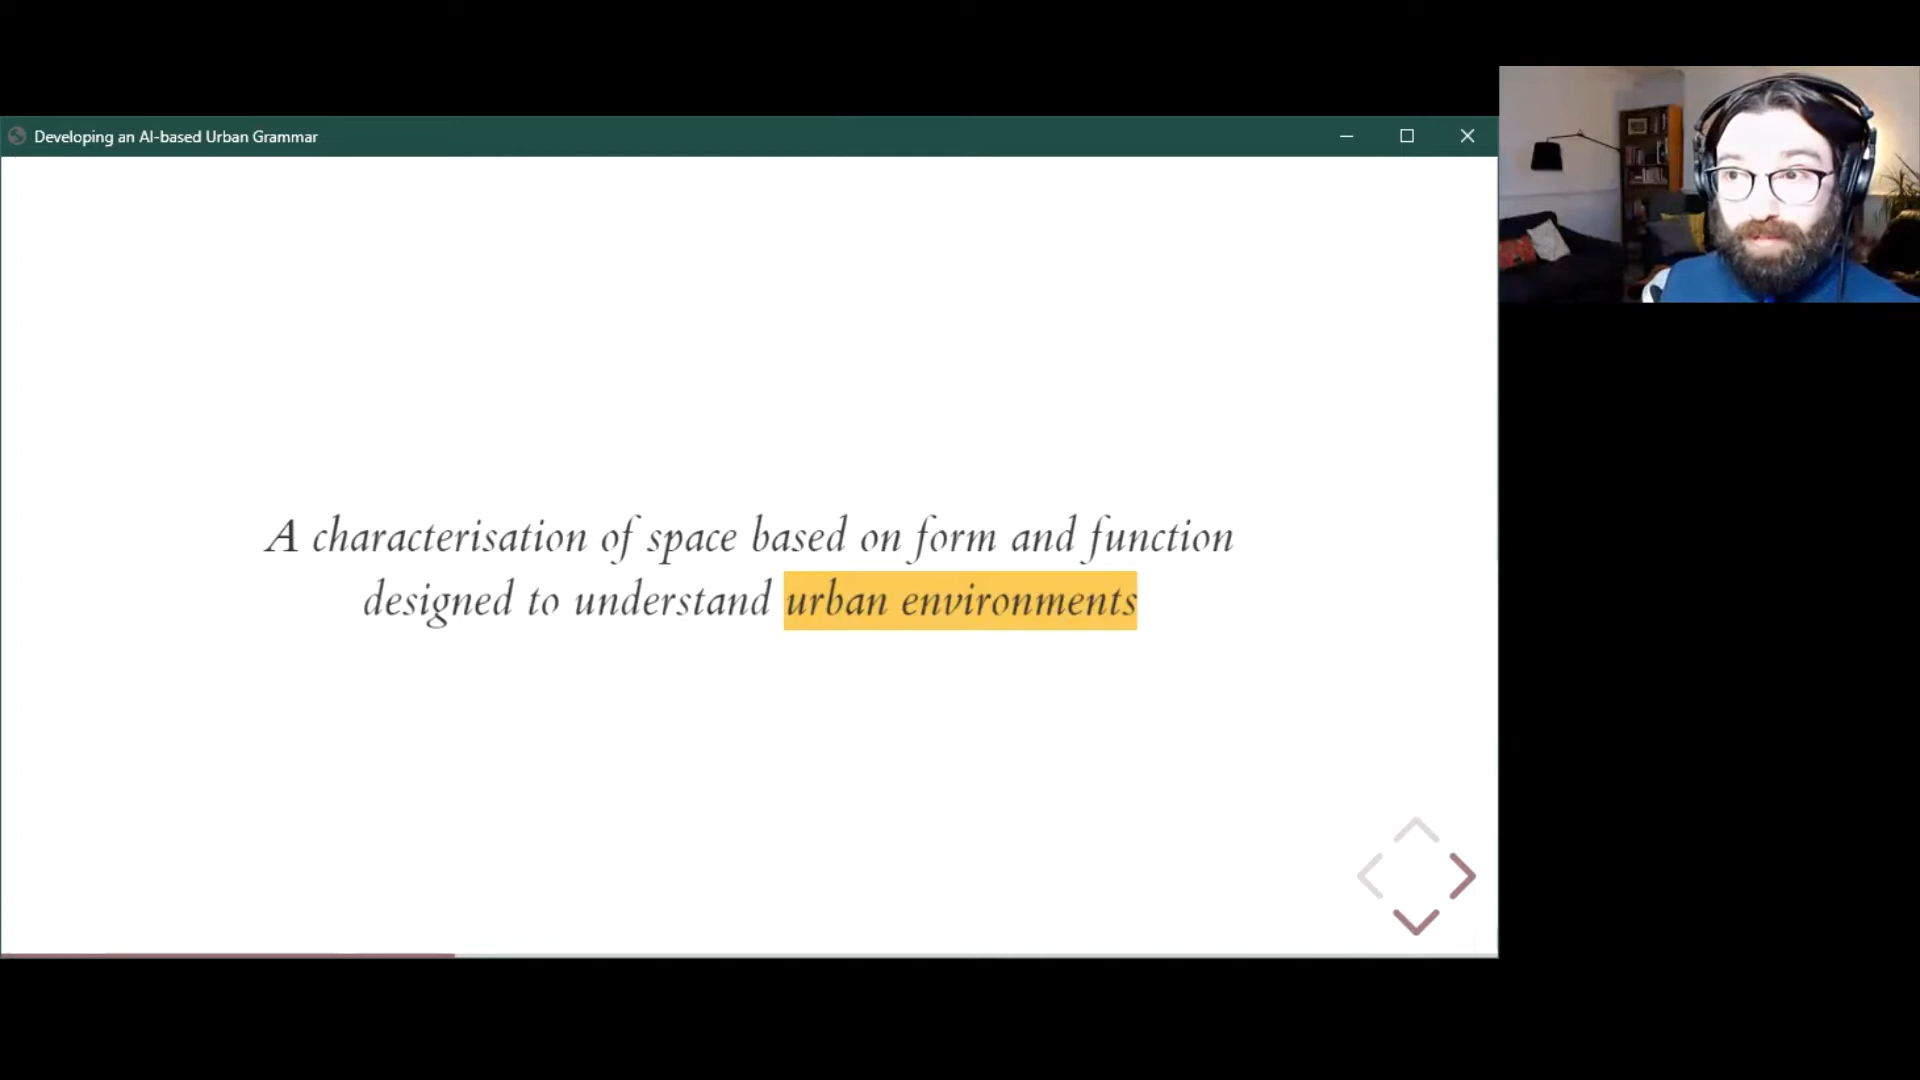 Developing an AI-based Urban Grammar
A characterisation of space based on form and function
designed to understand urban environments